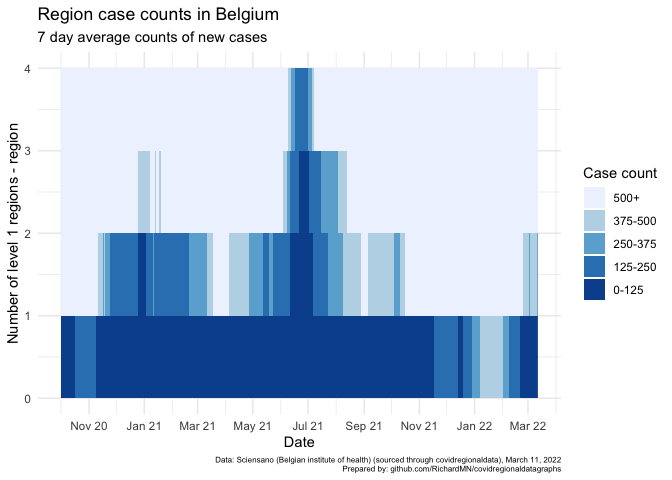 Region case counts in Belgium
7 day average counts of new cases
Number of level 1 regions - region
4
3
2
1
0
Nov 20 Jan 21 Mar 21 May 21 Jul 21 Sep 21 Nov 21 Jan 22 Mar 22
Date
Case count
500+
375-500
250-375
125-250
0-125
Data: Sciensano (Belgian institute of health) (sourced through covidregionaldata), March 11, 2022
Prepared by: github.com/RichardMN/covidregionaldatagraphs